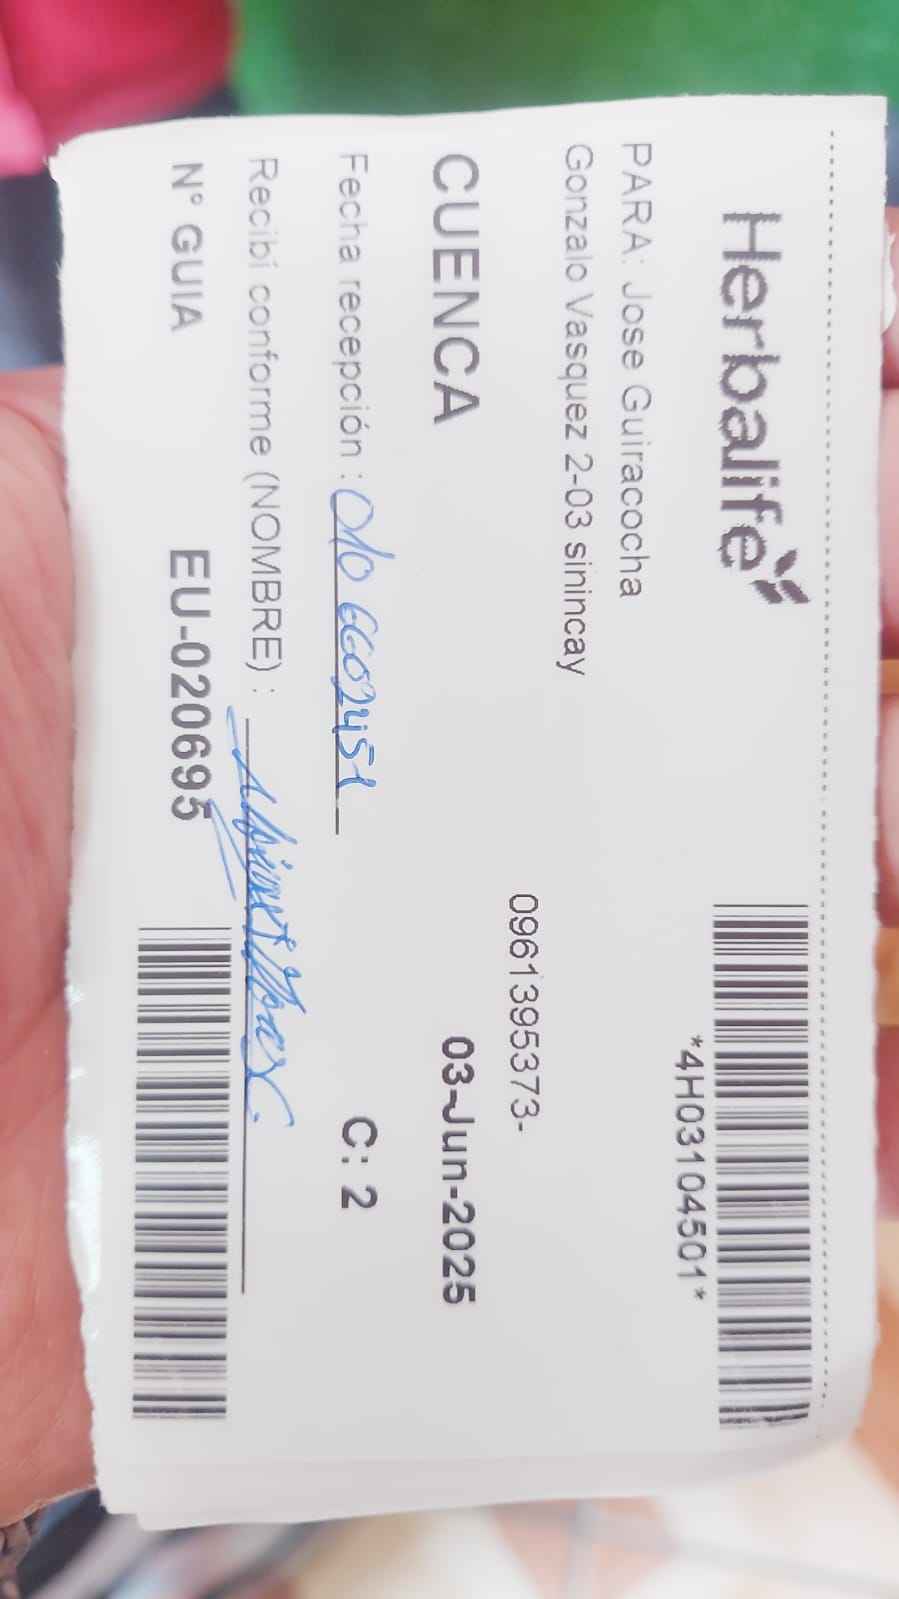 Herbalife
*4H03104501*
PARA: Jose Guiracocha
Gonzalo Vasquez 2-03 sinincay
0961395373-
CUENCA 03-Jun-2025
Fecha recepción : 0106602451 C: 2
Recibí conforme (NOMBRE) :
N° GUIA EU-020695